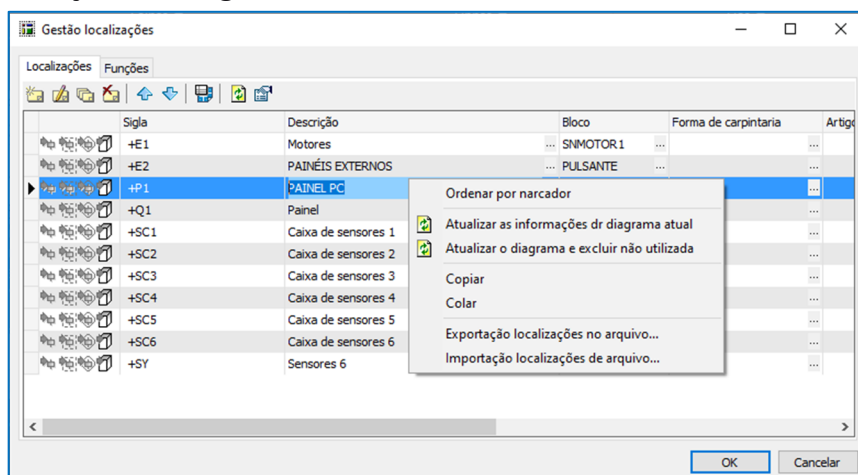 Gestão localizações
Localizações Funções
Sigla Descrição Bloco Forma de carpintaria Artigo
+E1 Motores ... SNMOTOR1 ... ...
+E2 PAINÉIS EXTERNOS ... PULSANTE ... ...
+P1 PAINEL PC ...
+Q1 Painel ...
+SC1 Caixa de sensores 1 ...
+SC2 Caixa de sensores 2 ...
+SC3 Caixa de sensores 3 ...
+SC4 Caixa de sensores 4 ...
+SC5 Caixa de sensores 5 ...
+SC6 Caixa de sensores 6 ...
+SY Sensores 6 ...
Ordenar por narcador
Atualizar as informações dr diagrama atual
Atualizar o diagrama e excluir não utilizada
Copiar
Colar
Exportação localizações no arquivo...
Importação localizações de arquivo...
OK Cancelar